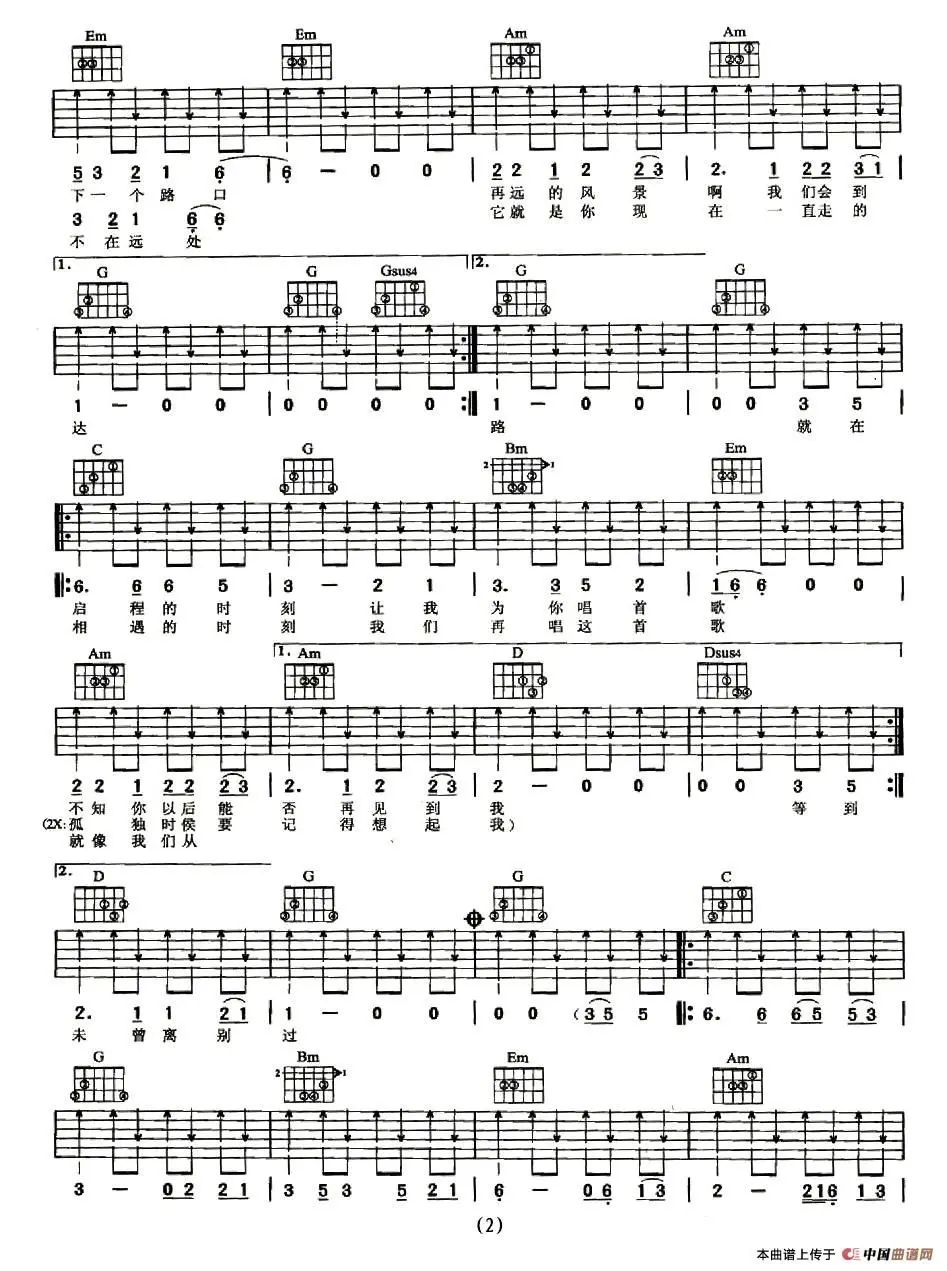 Em Em Am Am
5 3 2 1 6 | 6 — 0 0 | 2 2 1 2 2 3 | 2. 1 2 2 3 1 |
下 一 个 路 口 再 远 的 风 景 啊 我 们 会 到
3 2 1 6 6 它 就 是 你 现 在 一 直 走 的
不 在 远 处
1. 2.
G G Gsus4 G G
1 — 0 0 | 0 0 0 0 :| 1 — 0 0 | 0 0 3 5 |
达 路 就 在
C G Bm Em
2 1
|: 6. 6 6 5 | 3 — 2 1 | 3. 3 5 2 | 1 6 6 0 0 |
启 程 的 时 刻 让 我 为 你 唱 首 歌
相 遇 的 时 刻 我 们 再 唱 这 首 歌
1.
Am Am D Dsus4
2 2 1 2 2 2 3 | 2. 1 2 2 3 | 2 — 0 0 | 0 0 3 5 :|
不 知 你 以 后 能 否 再 见 到 我 等 到
(2X: 孤 独 时 侯 要 记 得 想 起 我)
就 像 我 们 从
2.
D G G C
2. 1 1 2 1 | 1 — 0 0 | 0 0 (3 5 5 |: 6. 6 6 5 5 3 |
未 曾 离 别 过
G Bm Em Am
2 1
3 — 0 2 2 1 | 3 5 3 5 2 1 | 6 — 0 6 1 3 | 2 — 2 1 6 1 3 |
(2)
本曲谱上传于 中国曲谱网